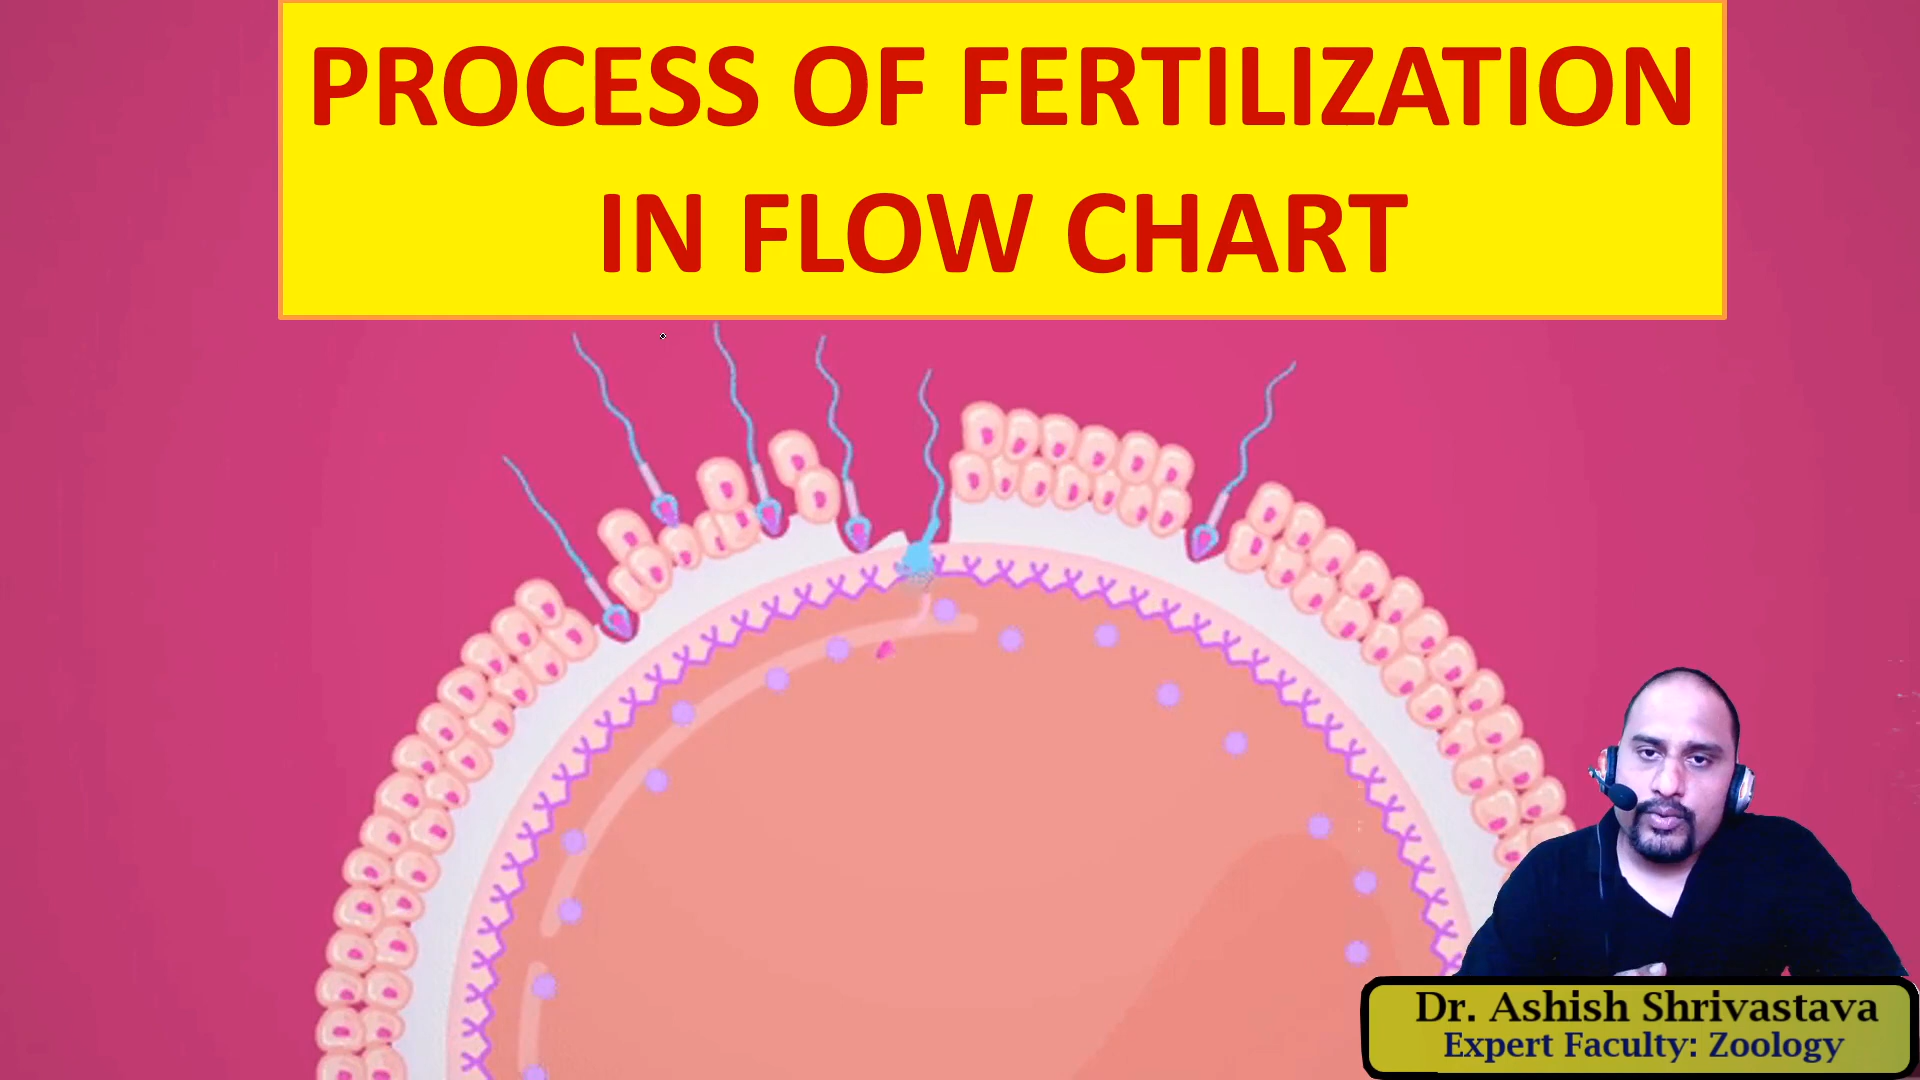 PROCESS OF FERTILIZATION
IN FLOW CHART
Dr. Ashish Shrivastava
Expert Faculty: Zoology